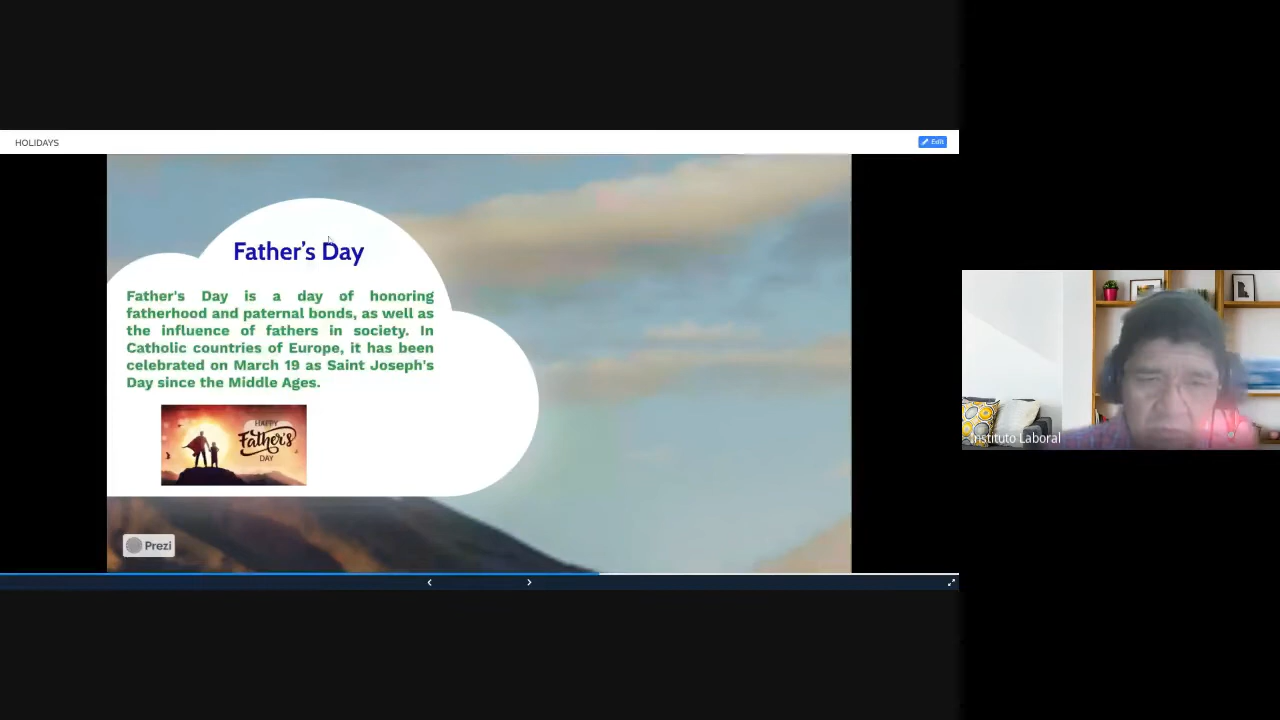 HOLIDAYS
Edit
Father's Day
Father's Day is a day of honoring
fatherhood and paternal bonds, as well as
the influence of fathers in society. In
Catholic countries of Europe, it has been
celebrated on March 19 as Saint Joseph's
Day since the Middle Ages.
HAPPY
Father's
DAY
Prezi
Instituto Laboral